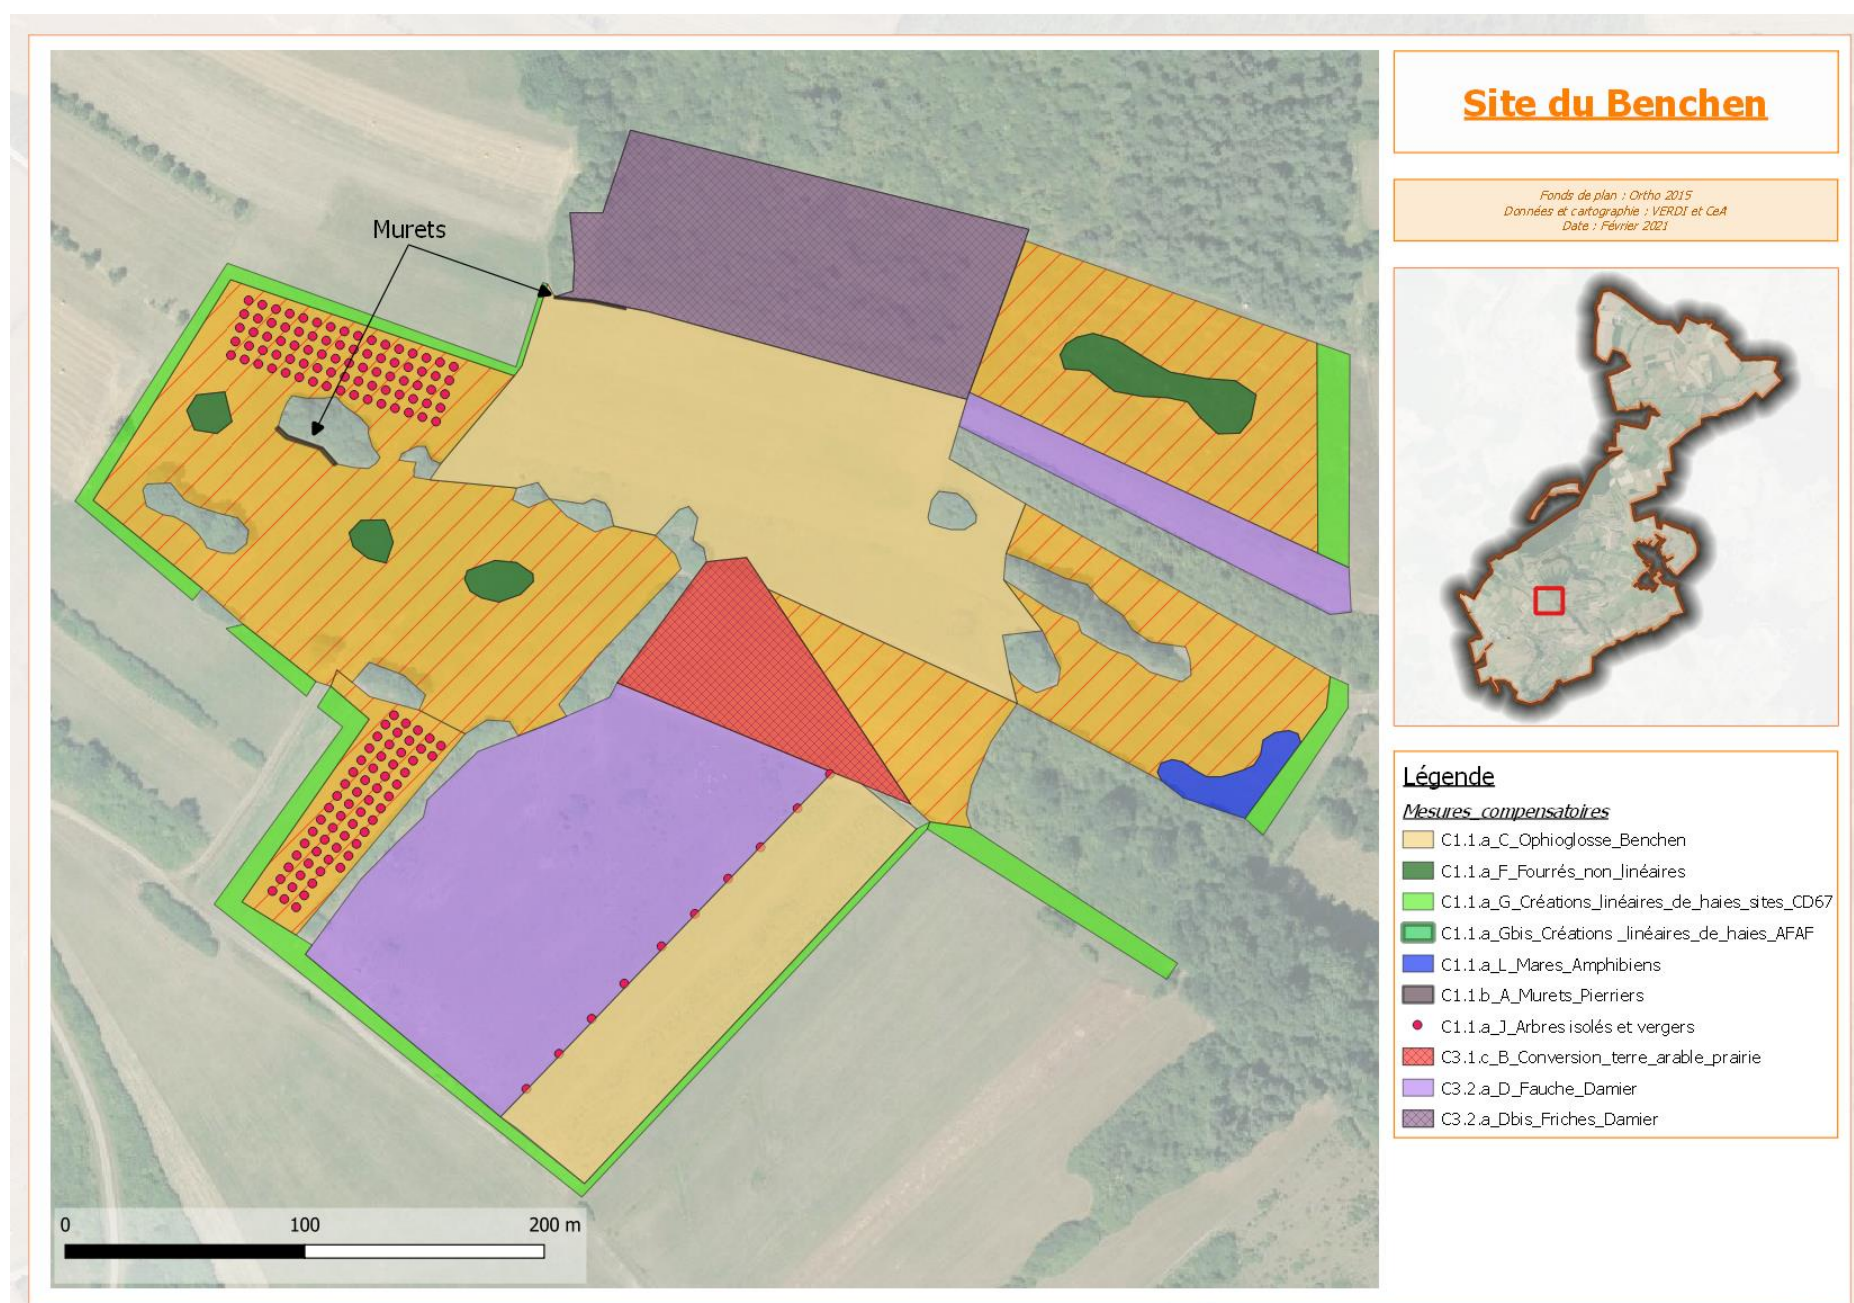 Site du Benchen
Fonds de plan : Ortho 2015
Données et cartographie : VERDI et CeA
Date : Février 2021
Murets
0 100 200 m
Légende
Mesures_compensatoires
C1.1.a_C_Ophioglosse_Benchen
C1.1.a_F_Fourrés_non_linéaires
C1.1.a_G_Créations_linéaires_de_haies_sites_CD67
C1.1.a_Gbis_Créations _linéaires_de_haies_AFAF
C1.1.a_L_Mares_Amphibiens
C1.1.b_A_Murets_Pierriers
C1.1.a_J_Arbres isolés et vergers
C3.1.c_B_Conversion_terre_arable_prairie
C3.2.a_D_Fauche_Damier
C3.2.a_Dbis_Friches_Damier